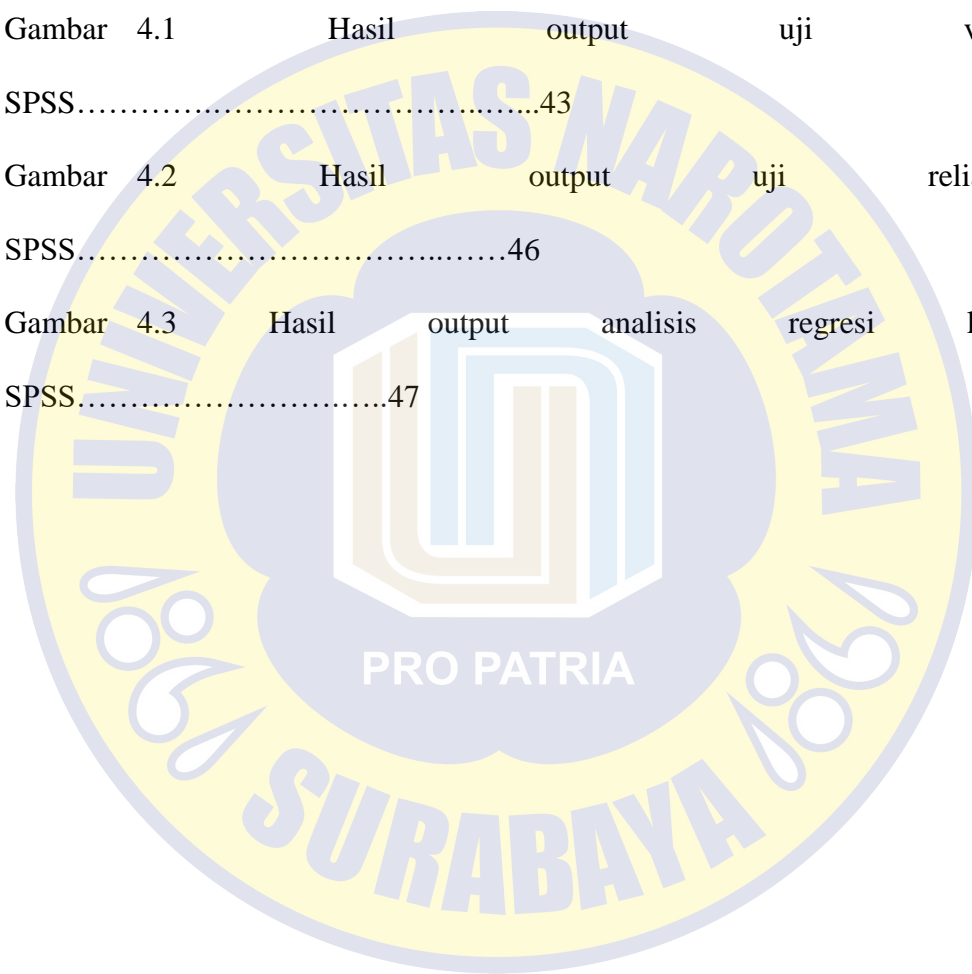 Gambar 4.1 Hasil output uji
SPSS………….……………………….…...43
Gambar 4.2 Hasil output uji
SPSS…………………………………...……46
Gambar 4.3 Hasil output analisis regresi
SPSS…………………….…..47
UNIVERSITAS NAROTAMA
PRO PATRIA
SURABAYA